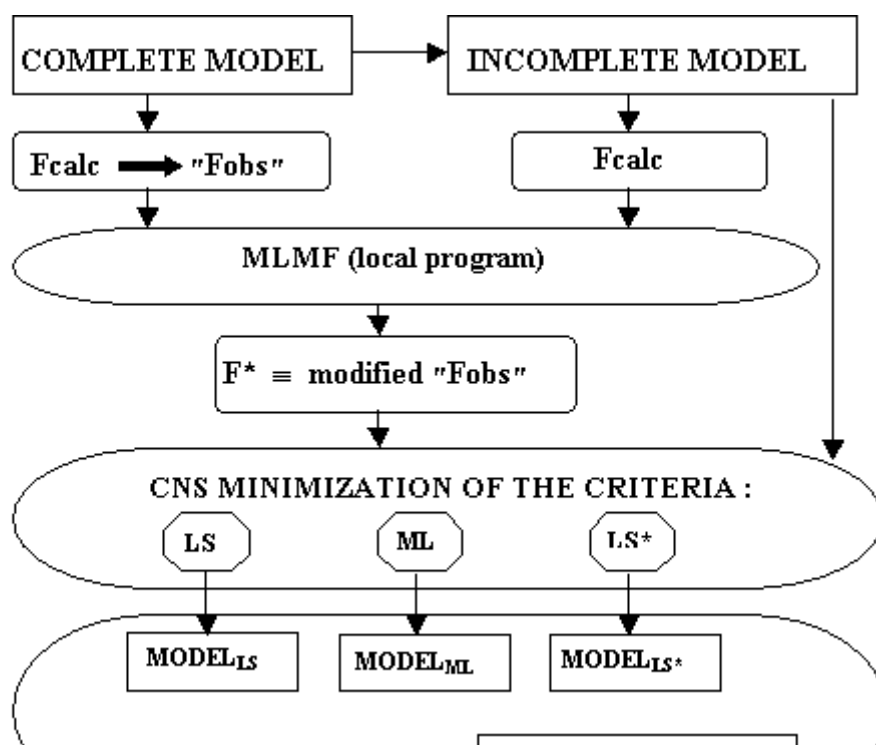 COMPLETE MODEL
INCOMPLETE MODEL
Fcalc "Fobs"
Fcalc
MLMF (local program)
F* ≡ modified "Fobs"
CNS MINIMIZATION OF THE CRITERIA :
LS
ML
LS*
MODELLS
MODELML
MODELLS*